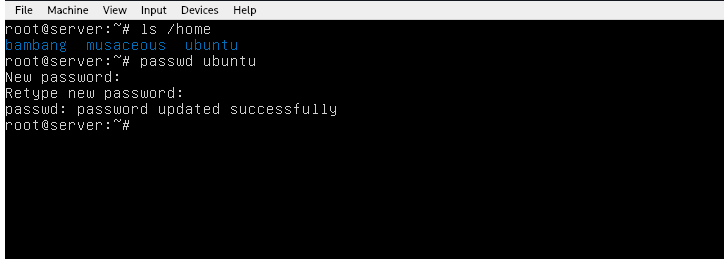 File Machine View Input Devices Help
root@server:~# ls /home
bambang musaceous ubuntu
root@server:~# passwd ubuntu
New password:
Retype new password:
passwd: password updated successfully
root@server:~#